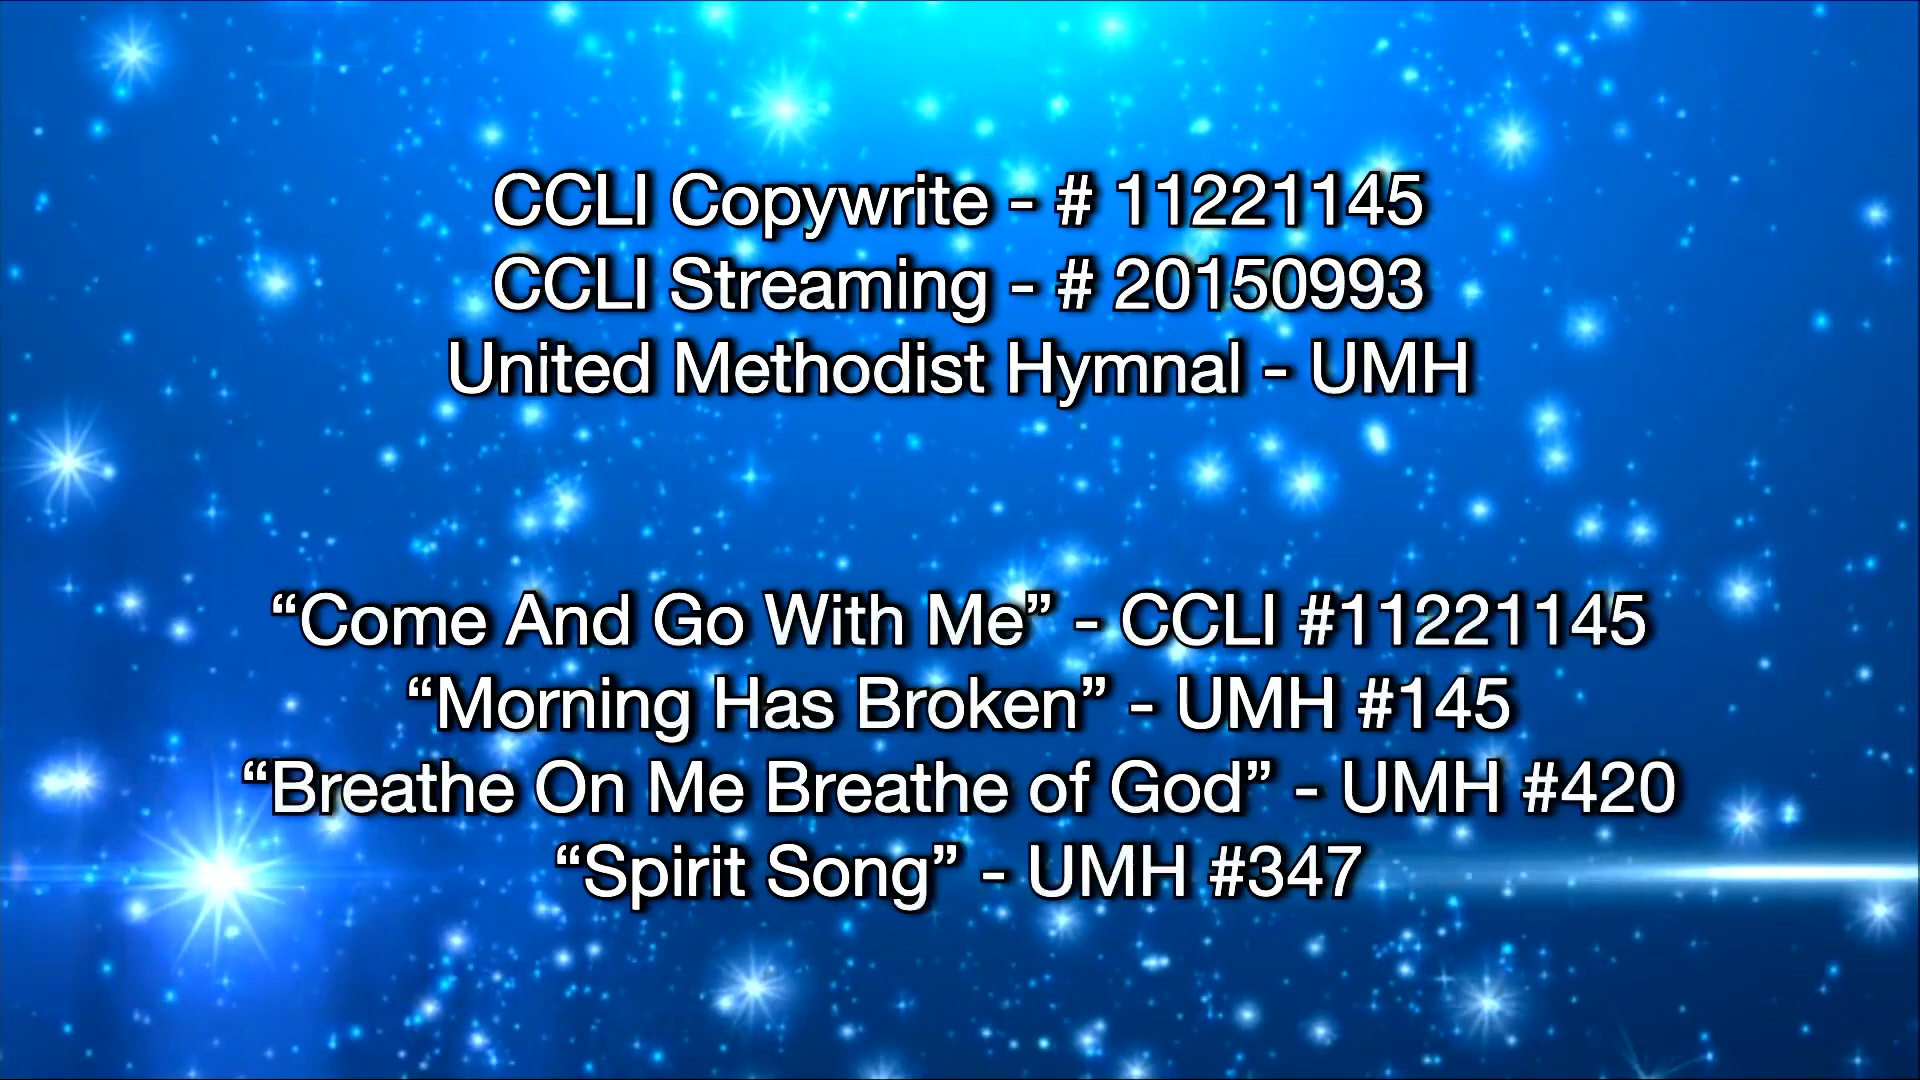 CCLI Copywrite - # 11221145
CCLI Streaming - # 20150993
United Methodist Hymnal - UMH
“Come And Go With Me” - CCLI #11221145
“Morning Has Broken” - UMH #145
“Breathe On Me Breathe of God” - UMH #420
“Spirit Song” - UMH #347